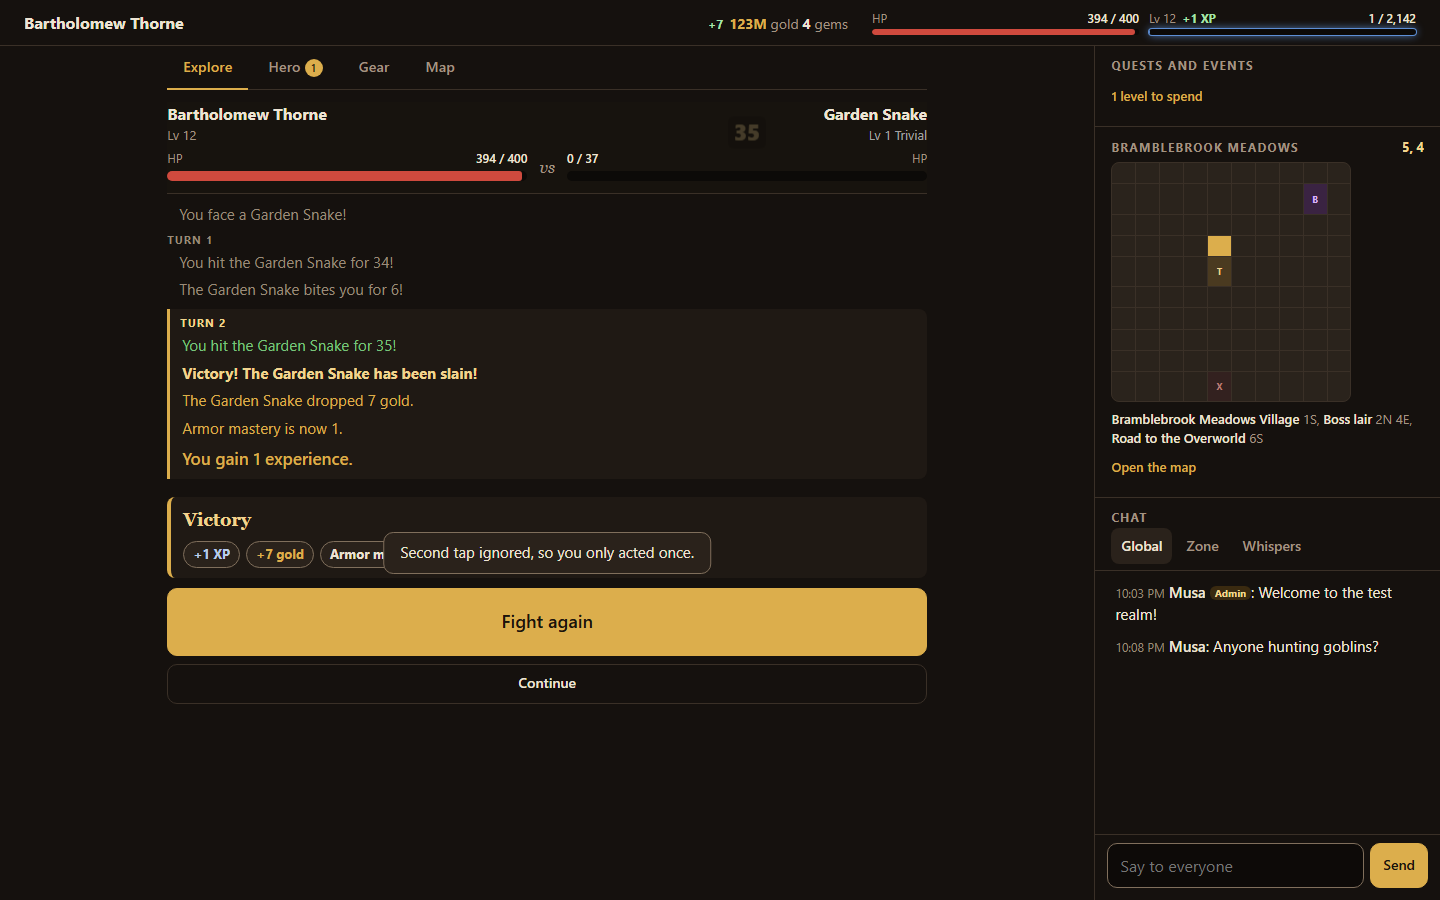 Bartholomew Thorne
+7 123M gold 4 gems
HP 394 / 400
Lv 12 +1 XP 1 / 2,142
Explore
Hero 1
Gear
Map
Bartholomew Thorne
Lv 12
HP 394 / 400
vs
35
Garden Snake
Lv 1 Trivial
0 / 37 HP
You face a Garden Snake!
TURN 1
You hit the Garden Snake for 34!
The Garden Snake bites you for 6!
TURN 2
You hit the Garden Snake for 35!
Victory! The Garden Snake has been slain!
The Garden Snake dropped 7 gold.
Armor mastery is now 1.
You gain 1 experience.
Victory
+1 XP
+7 gold
Armor m
Second tap ignored, so you only acted once.
Fight again
Continue
QUESTS AND EVENTS
1 level to spend
BRAMBLEBROOK MEADOWS 5, 4
B
T
X
Bramblebrook Meadows Village 1S, Boss lair 2N 4E,
Road to the Overworld 6S
Open the map
CHAT
Global
Zone
Whispers
10:03 PM Musa Admin: Welcome to the test
realm!
10:08 PM Musa: Anyone hunting goblins?
Say to everyone
Send